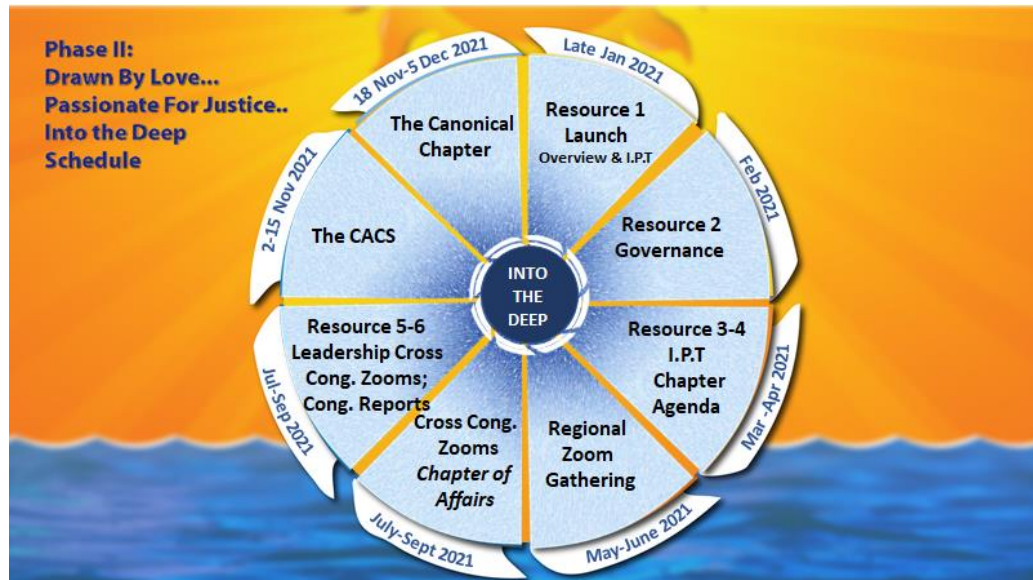 Phase II:
Drawn By Love...
Passionate For Justice..
Into the Deep
Schedule
Late Jan 2021
Resource 1
Launch
Overview & I.P.T
Feb 2021
Resource 2
Governance
Mar -Apr 2021
Resource 3-4
I.P.T
Chapter
Agenda
May-June 2021
Regional
Zoom
Gathering
July-Sept 2021
Cross Cong.
Zooms
Chapter of
Affairs
Jul-Sep 2021
Resource 5-6
Leadership Cross
Cong. Zooms;
Cong. Reports
2-15 Nov 2021
The CACS
18 Nov-5 Dec 2021
The Canonical
Chapter
INTO
THE
DEEP